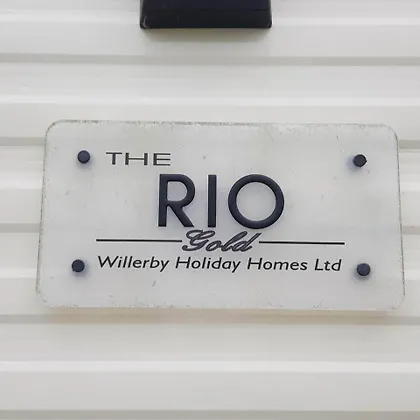 THE
RIO
Gold
Willerby Holiday Homes Ltd